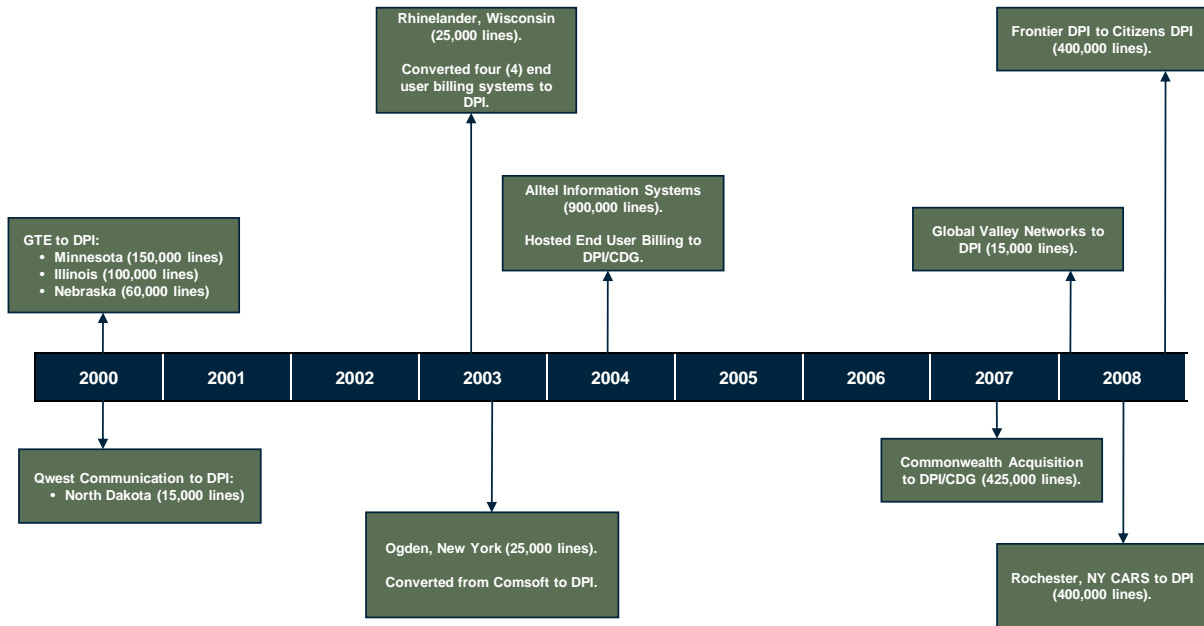 Rhinelander, Wisconsin
(25,000 lines).
Converted four (4) end
user billing systems to
DPI.
Frontier DPI to Citizens DPI
(400,000 lines).
Alltel Information Systems
(900,000 lines).
Hosted End User Billing to
DPI/CDG.
GTE to DPI:
• Minnesota (150,000 lines)
• Illinois (100,000 lines)
• Nebraska (60,000 lines)
Global Valley Networks to
DPI (15,000 lines).
2000 2001 2002 2003 2004 2005 2006 2007 2008
Qwest Communication to DPI:
• North Dakota (15,000 lines)
Commonwealth Acquisition
to DPI/CDG (425,000 lines).
Ogden, New York (25,000 lines).
Converted from Comsoft to DPI.
Rochester, NY CARS to DPI
(400,000 lines).